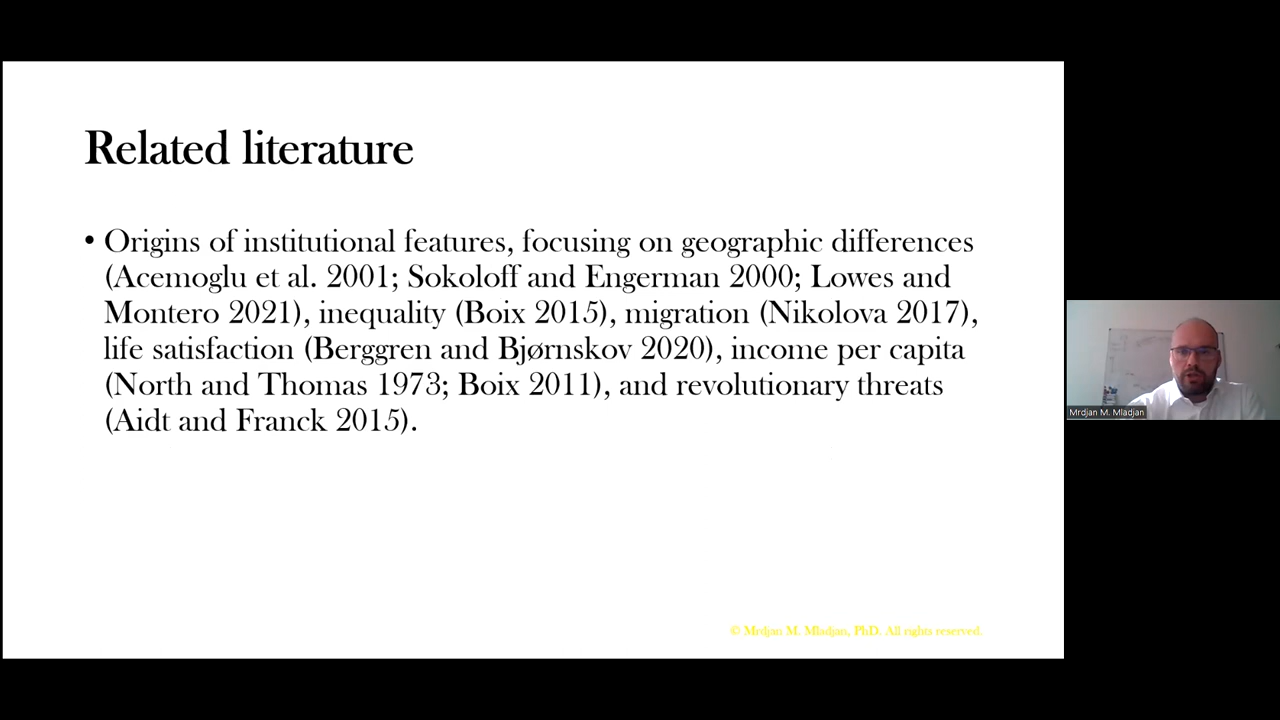 Related literature
• Origins of institutional features, focusing on geographic differences
(Acemoglu et al. 2001; Sokoloff and Engerman 2000; Lowes and
Montero 2021), inequality (Boix 2015), migration (Nikolova 2017),
life satisfaction (Berggren and Bjørnskov 2020), income per capita
(North and Thomas 1973; Boix 2011), and revolutionary threats
(Aidt and Franck 2015).
Mrdjan M. Mladjan
© Mrdjan M. Mladjan, PhD. All rights reserved.